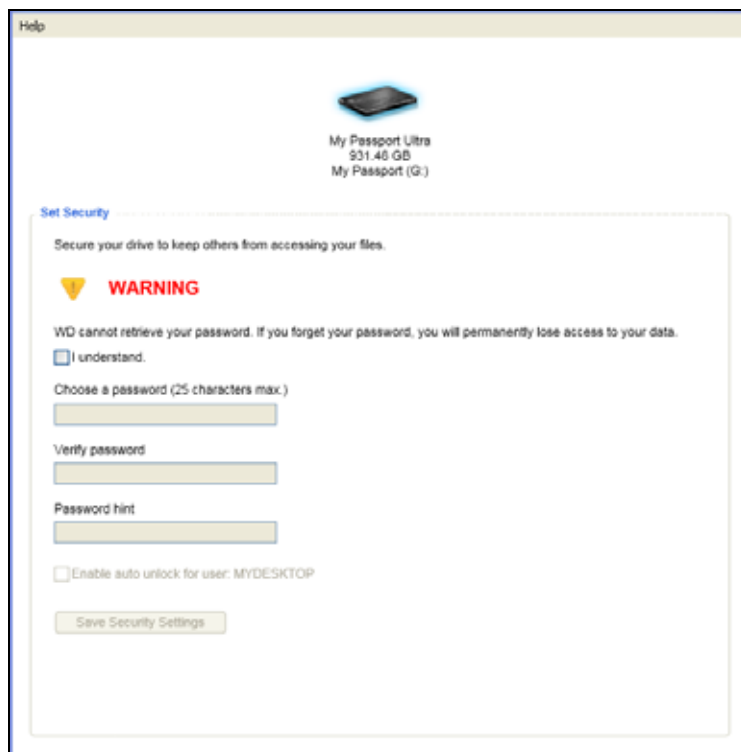 Help
My Passport Ultra
931.46 GB
My Passport (G:)
Set Security
Secure your drive to keep others from accessing your files.
WARNING
WD cannot retrieve your password. If you forget your password, you will permanently lose access to your data.
I understand.
Choose a password (25 characters max.)
Verify password
Password hint
Enable auto unlock for user: MYDESKTOP
Save Security Settings